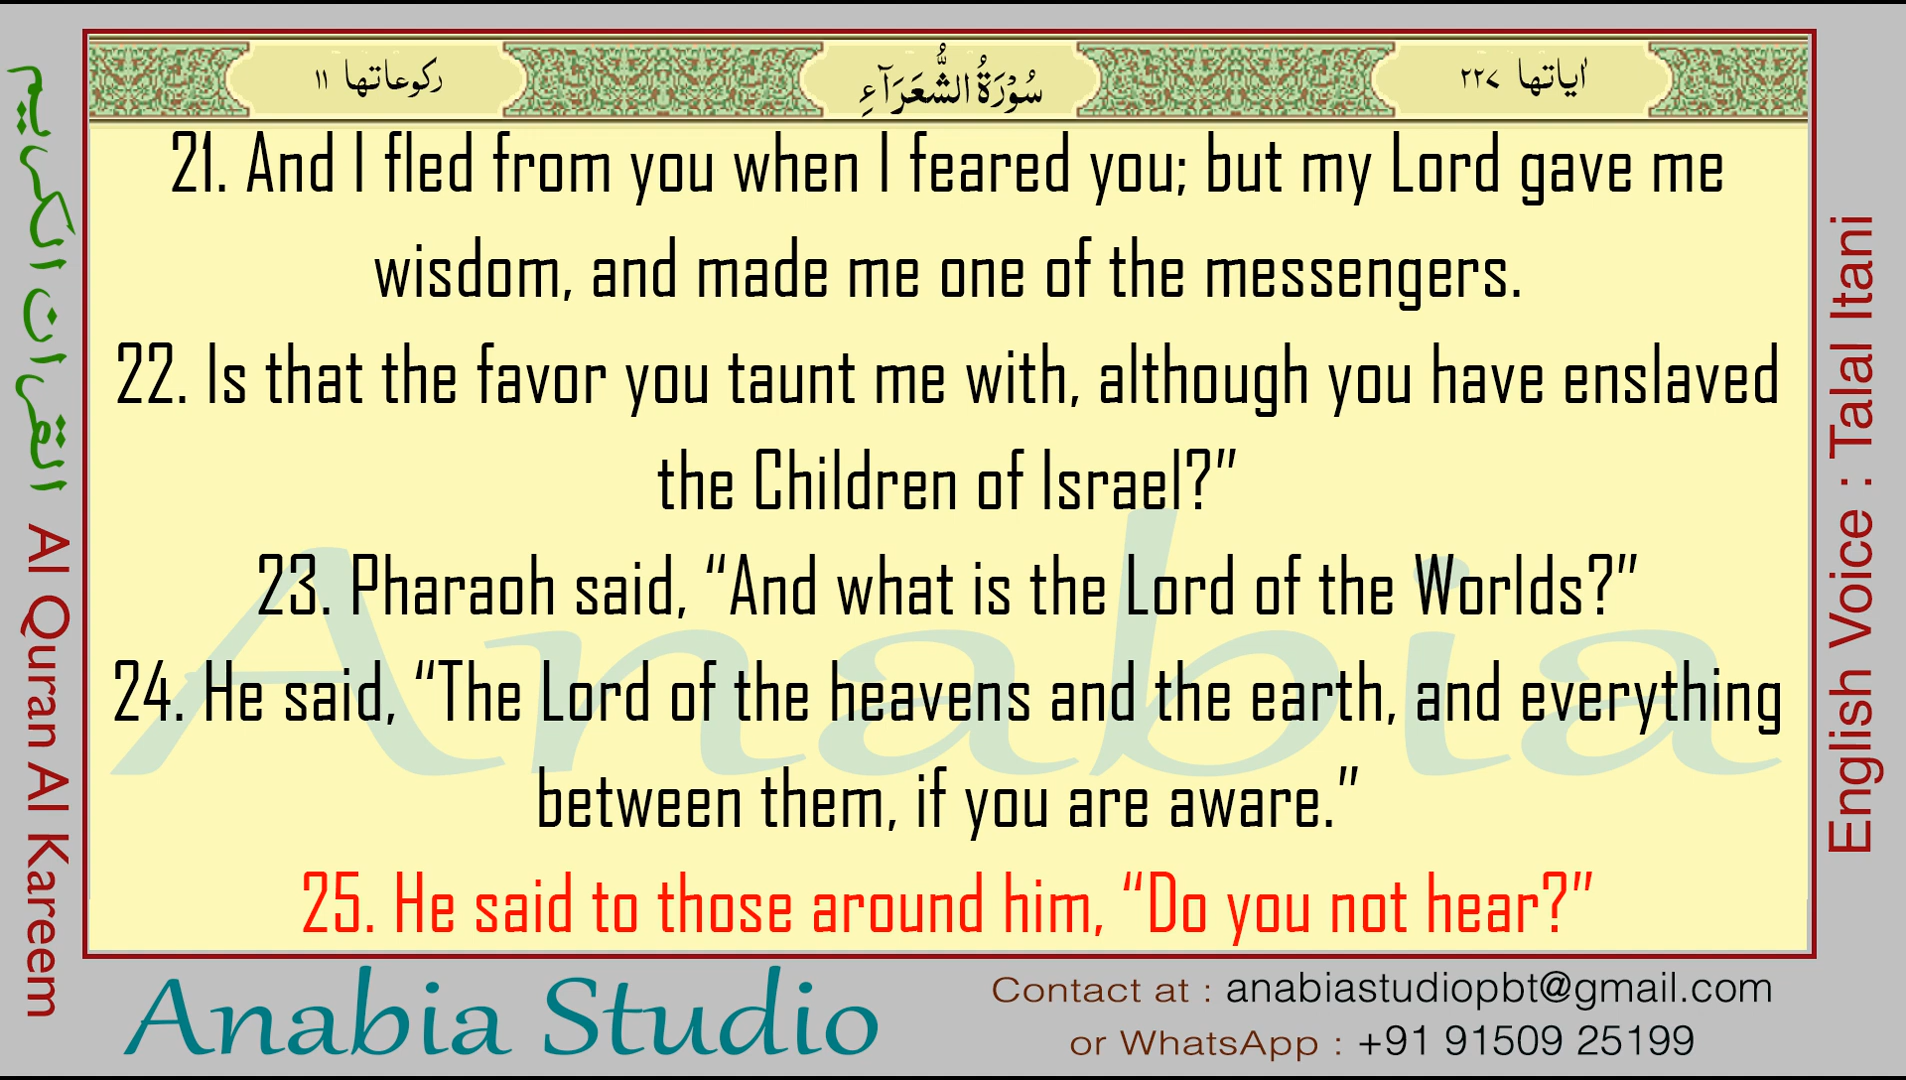 رکوعاتها ١١
سُوْرَةُ الشُّعَرَآءِ
اٰیاتها ٢٢٧
21. And I fled from you when I feared you; but my Lord gave me
wisdom, and made me one of the messengers.
22. Is that the favor you taunt me with, although you have enslaved
the Children of Israel?”
23. Pharaoh said, “And what is the Lord of the Worlds?”
24. He said, “The Lord of the heavens and the earth, and everything
between them, if you are aware.”
25. He said to those around him, “Do you not hear?”
Anabia
القران الكريم
Al Quran Al Kareem
English Voice : Talal Itani
Anabia Studio
Contact at : anabiastudiopbt@gmail.com
or WhatsApp : +91 91509 25199